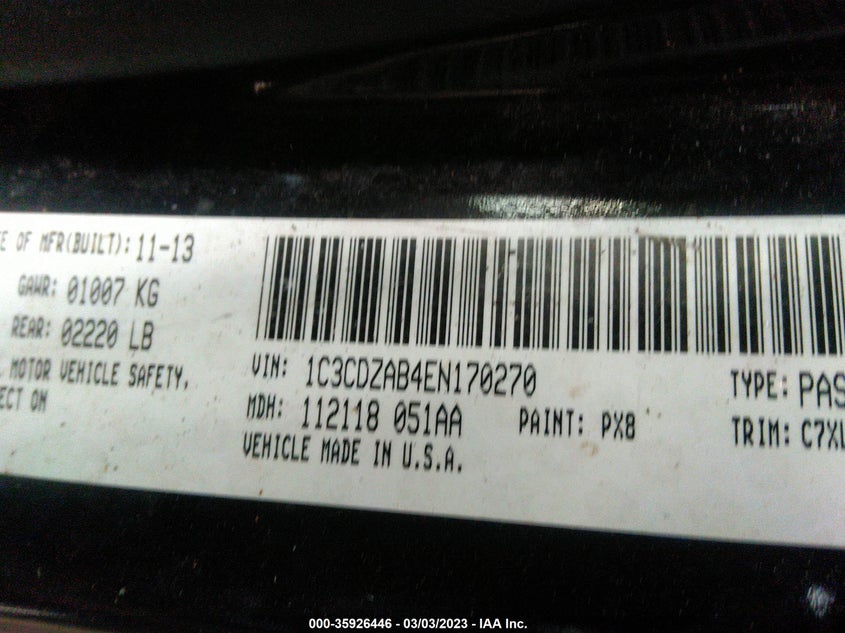 E OF MFR(BUILT): 11-13
GAWR: 01007 KG
REAR: 02220 LB
MOTOR VEHICLE SAFETY,
ECT ON
VIN: 1C3CDZAB4EN170270
MDH: 112118 051AA
PAINT: PX8
VEHICLE MADE IN U.S.A.
TYPE: PAS
TRIM: C7XL
000-35926446 - 03/03/2023 - IAA Inc.